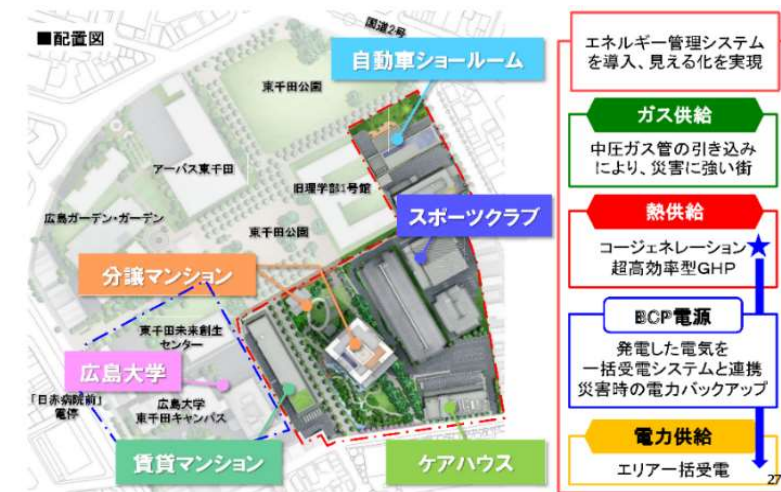 ■配置図
国道2号
自動車ショールーム
東千田公園
アーバス東千田
旧理学部1号館
広島ガーデン・ガーデン
スポーツクラブ
東千田公園
分譲マンション
東千田未来創生
センター
広島大学
「日赤病院前」
電停
広島大学
東千田キャンパス
賃貸マンション
ケアハウス
エネルギー管理システム
を導入、見える化を実現
ガス供給
中圧ガス管の引き込み
により、災害に強い街
熱供給
コージェネレーション
超高効率型GHP
BCP電源
発電した電気を
一括受電システムと連携
災害時の電力バックアップ
電力供給
エリア一括受電
27